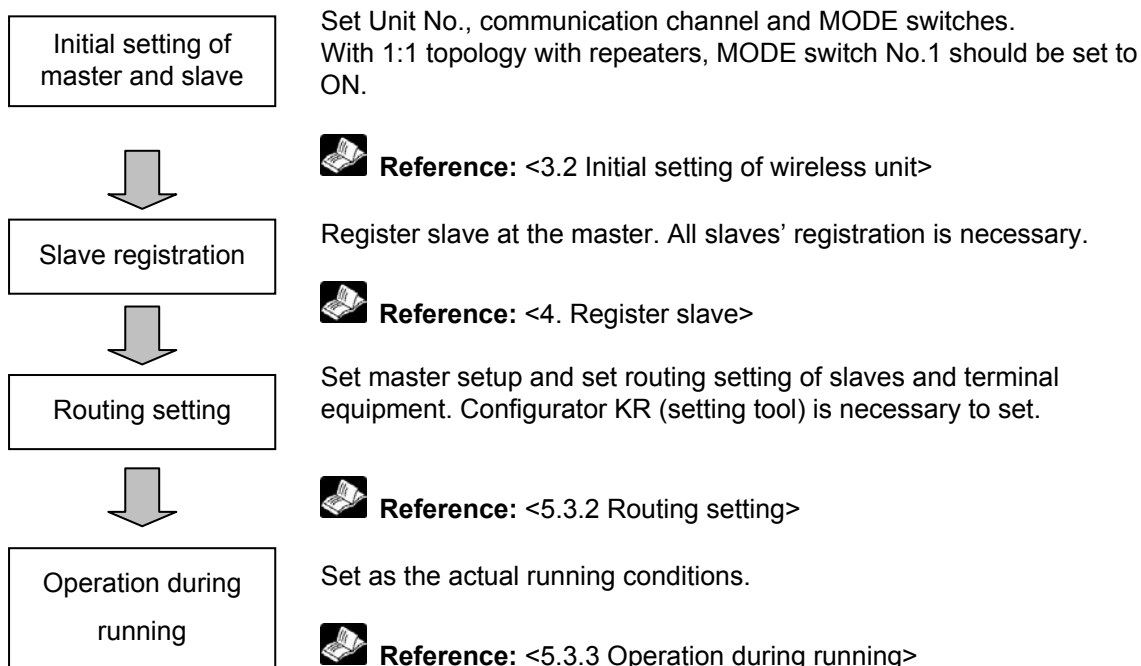 Initial setting of
master and slave
Set Unit No., communication channel and MODE switches.
With 1:1 topology with repeaters, MODE switch No.1 should be set to
ON.
Reference: <3.2 Initial setting of wireless unit>
Slave registration
Register slave at the master. All slaves’ registration is necessary.
Reference: <4. Register slave>
Routing setting
Set master setup and set routing setting of slaves and terminal
equipment. Configurator KR (setting tool) is necessary to set.
Reference: <5.3.2 Routing setting>
Operation during
running
Set as the actual running conditions.
Reference: <5.3.3 Operation during running>